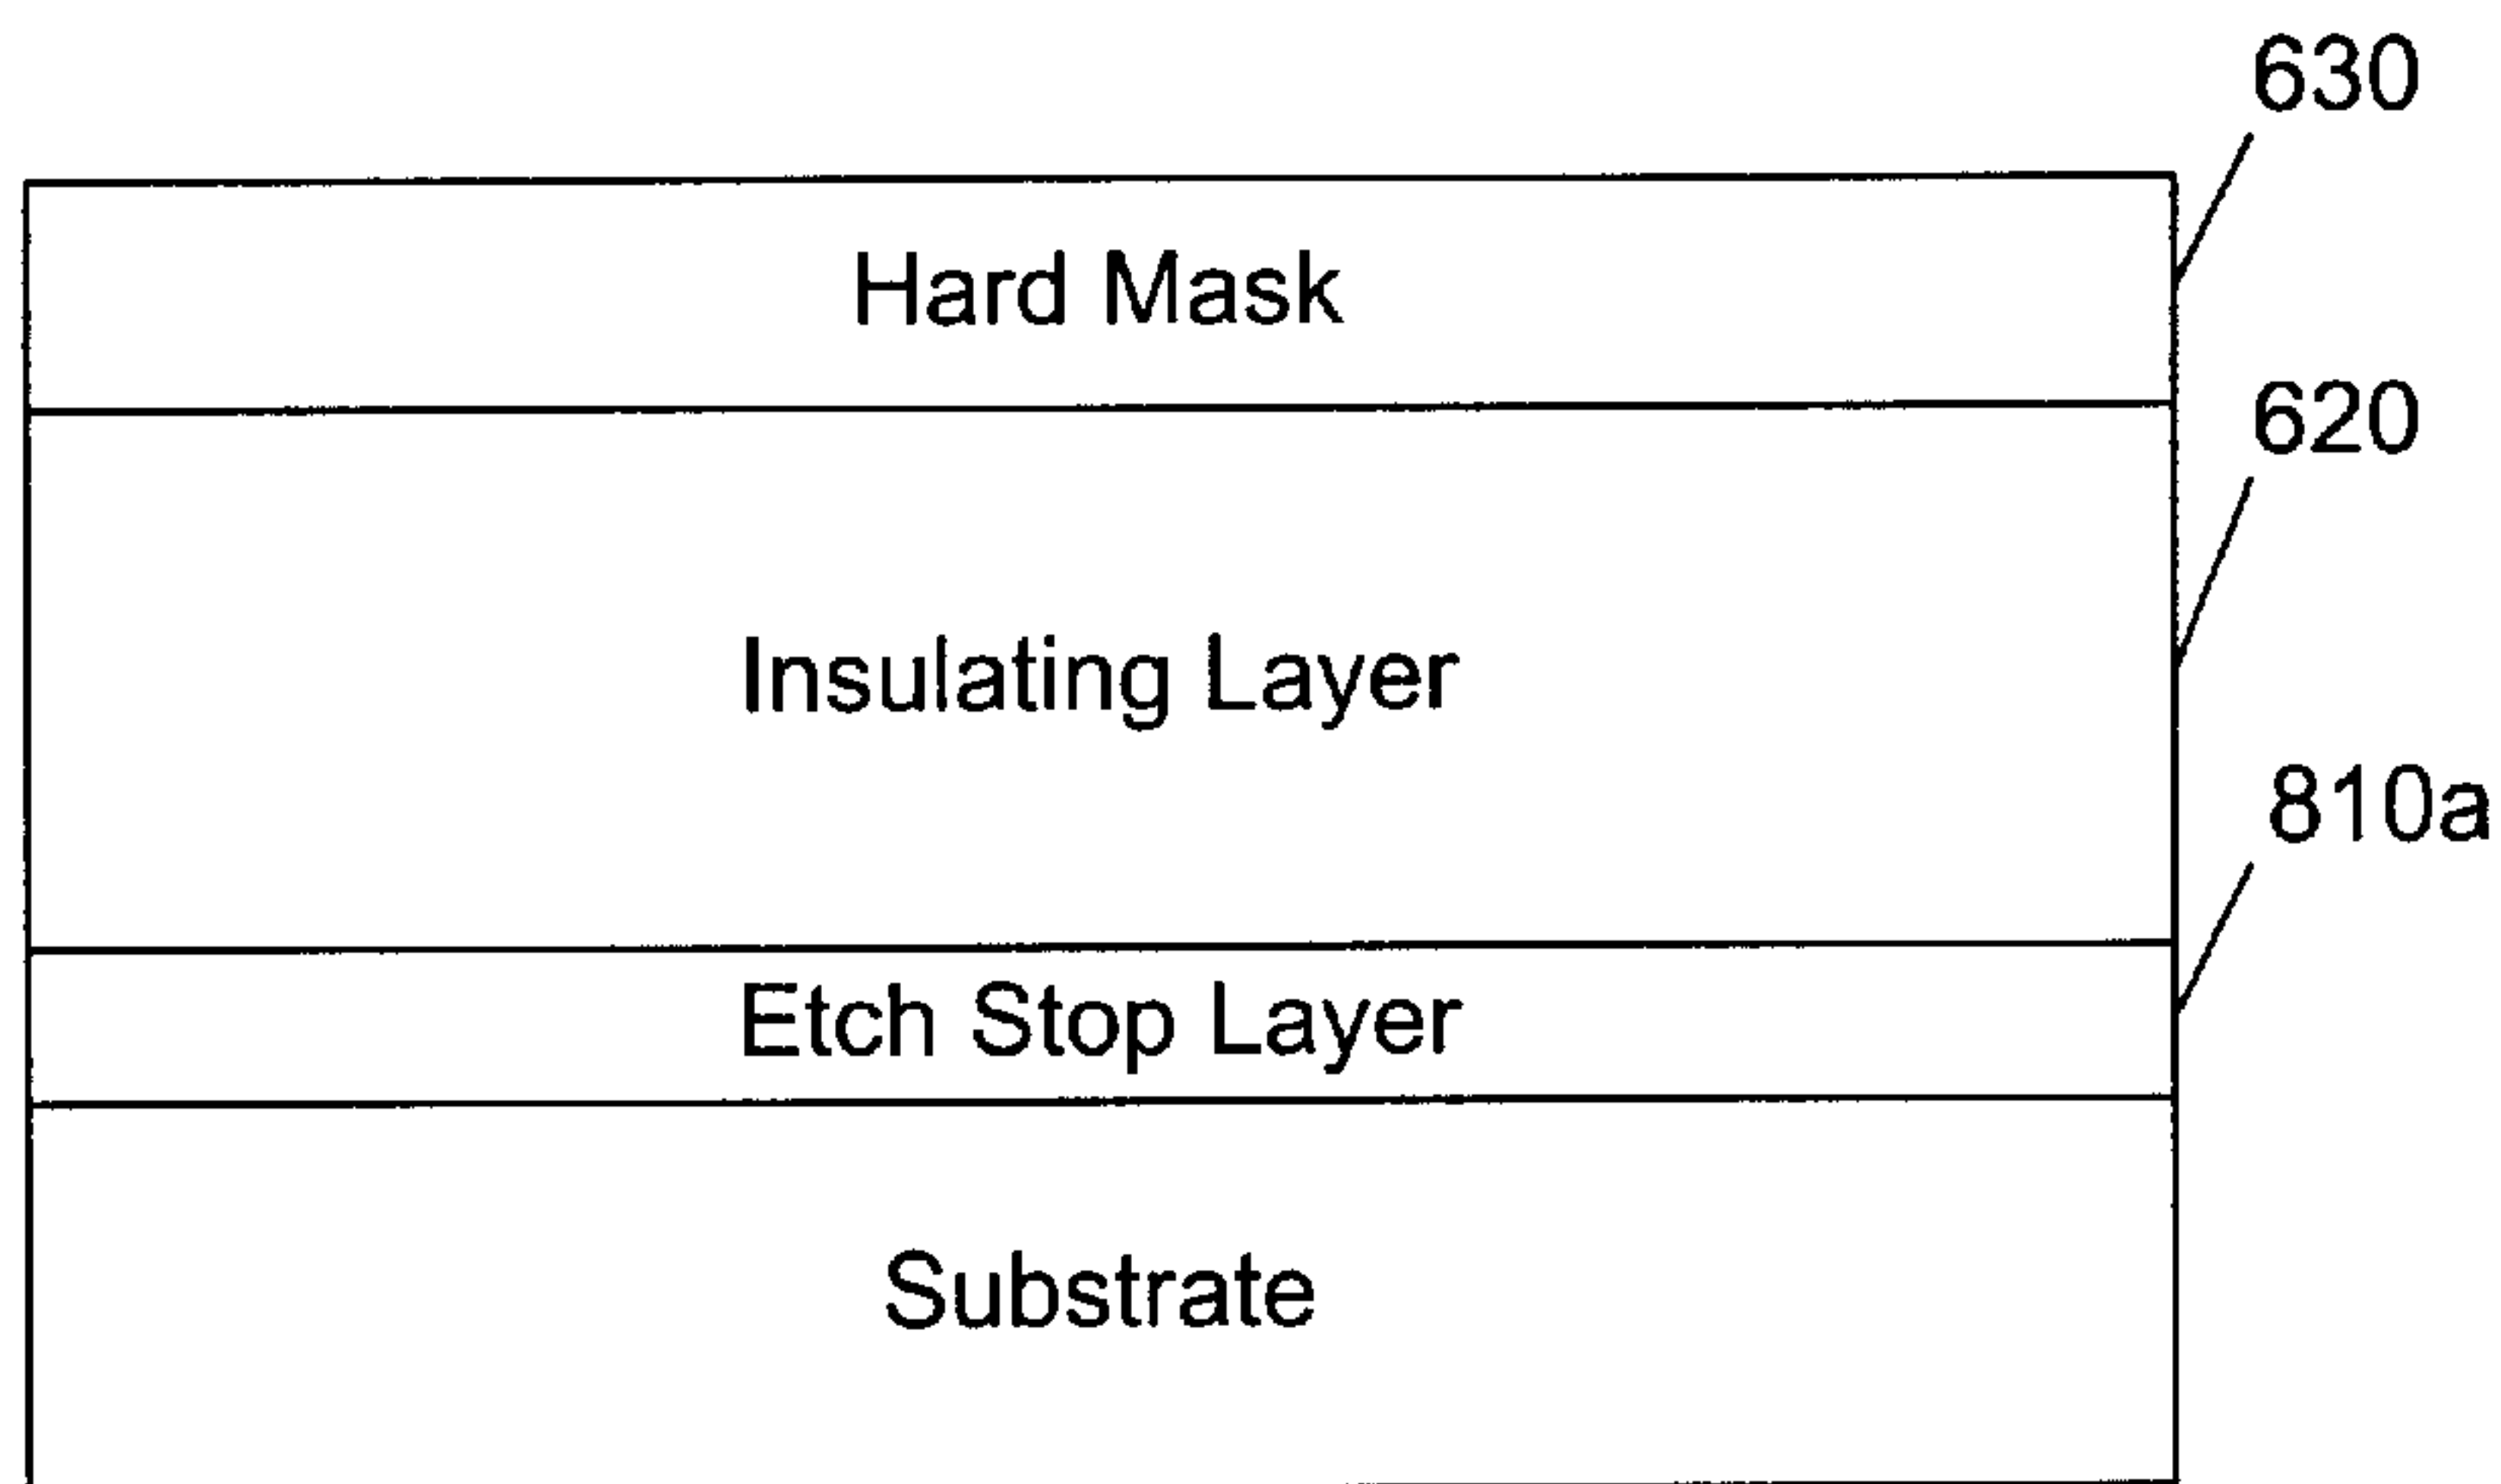 630
Hard Mask
620
Insulating Layer
810a
Etch Stop Layer
Substrate